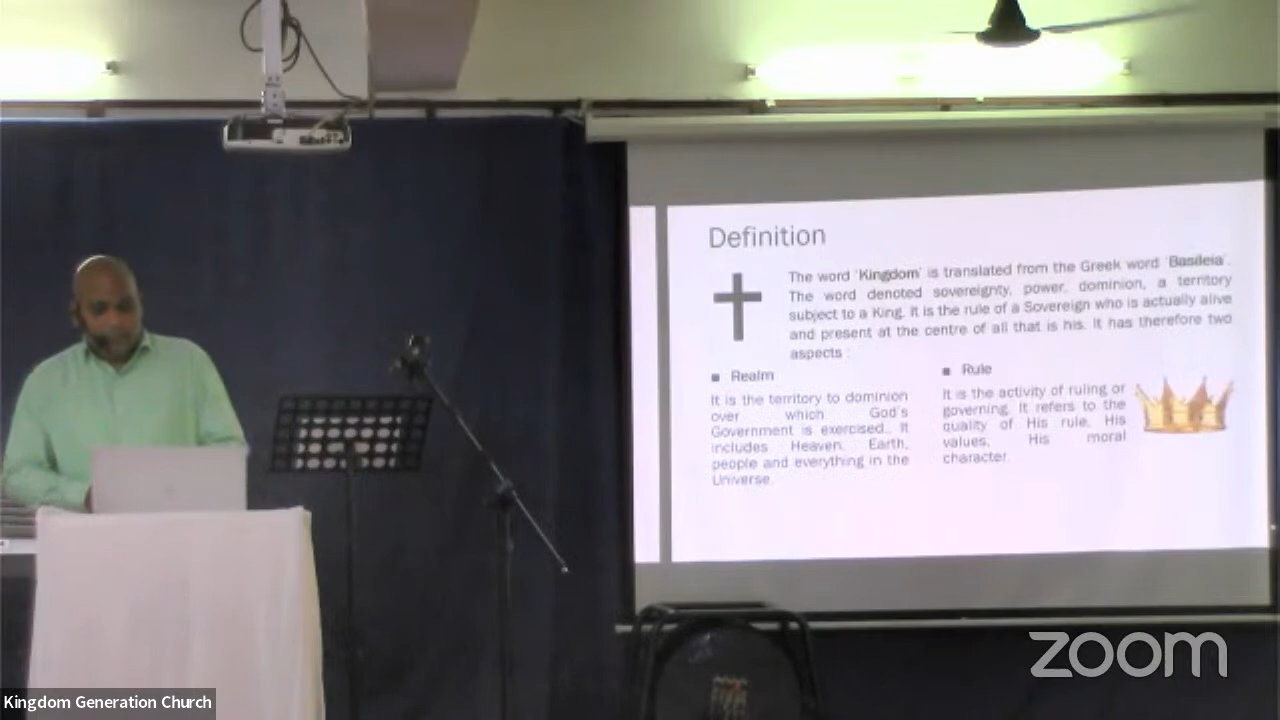 Definition
The word 'Kingdom' is translated from the Greek word 'Basileia'.
The word denoted sovereignty, power, dominion, a territory
subject to a King. It is the rule of a Sovereign who is actually alive
and present at the centre of all that is his. It has therefore two
aspects :
▪ Realm
It is the territory to dominion
over which God's
Government is exercised.. It
includes Heaven, Earth,
people and everything in the
Universe.
▪ Rule
It is the activity of ruling or
governing. It refers to the
quality of His rule, His
values, His moral
character.
zoom
Kingdom Generation Church